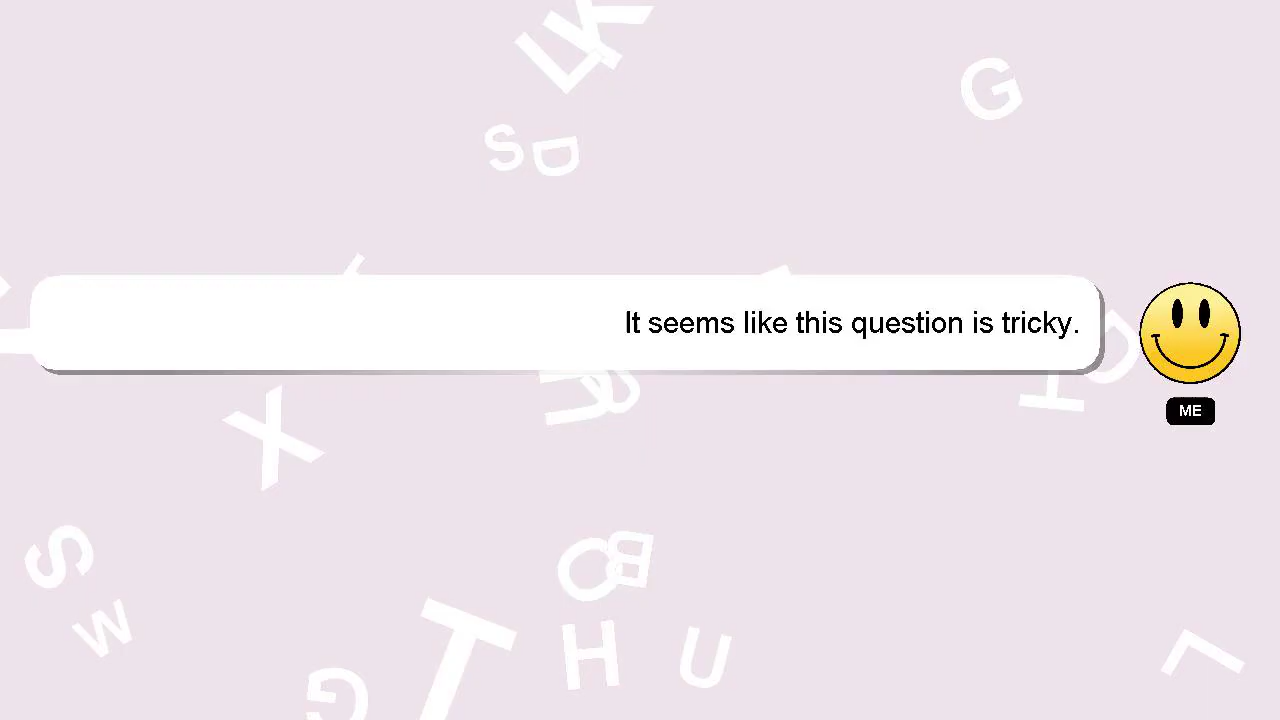 L K
G
S D
It seems like this question is tricky.
ME
X
S
W
C B
T
H
U
G
L